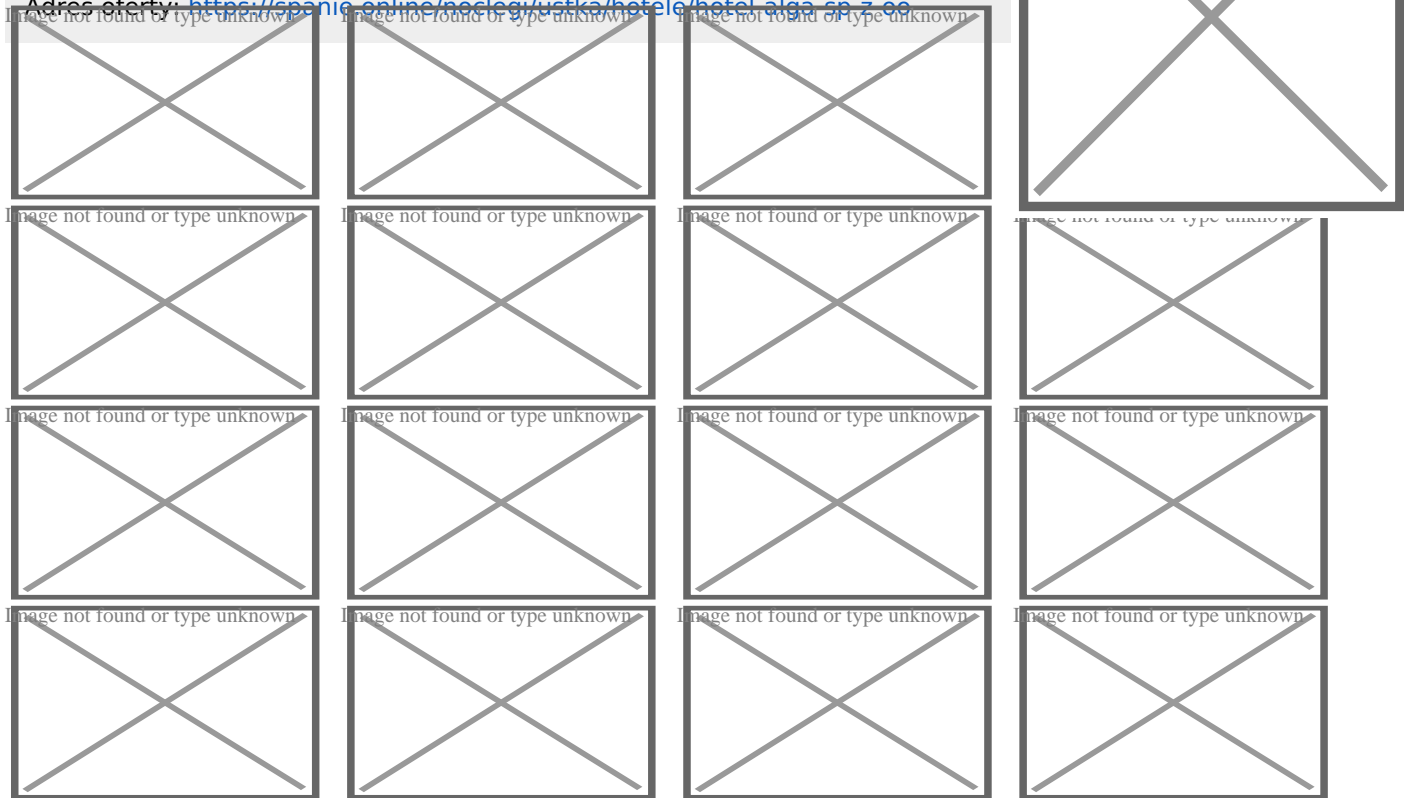 Adres oferty: https://spanie.online/noclegi/ustka/hotele/hotel-alga-sp-z-oo
Image not found or type unknown Image not found or type unknown Image not found or type unknown
Image not found or type unknown Image not found or type unknown Image not found or type unknown Image not found or type unknown
Image not found or type unknown Image not found or type unknown Image not found or type unknown Image not found or type unknown
Image not found or type unknown Image not found or type unknown Image not found or type unknown Image not found or type unknown